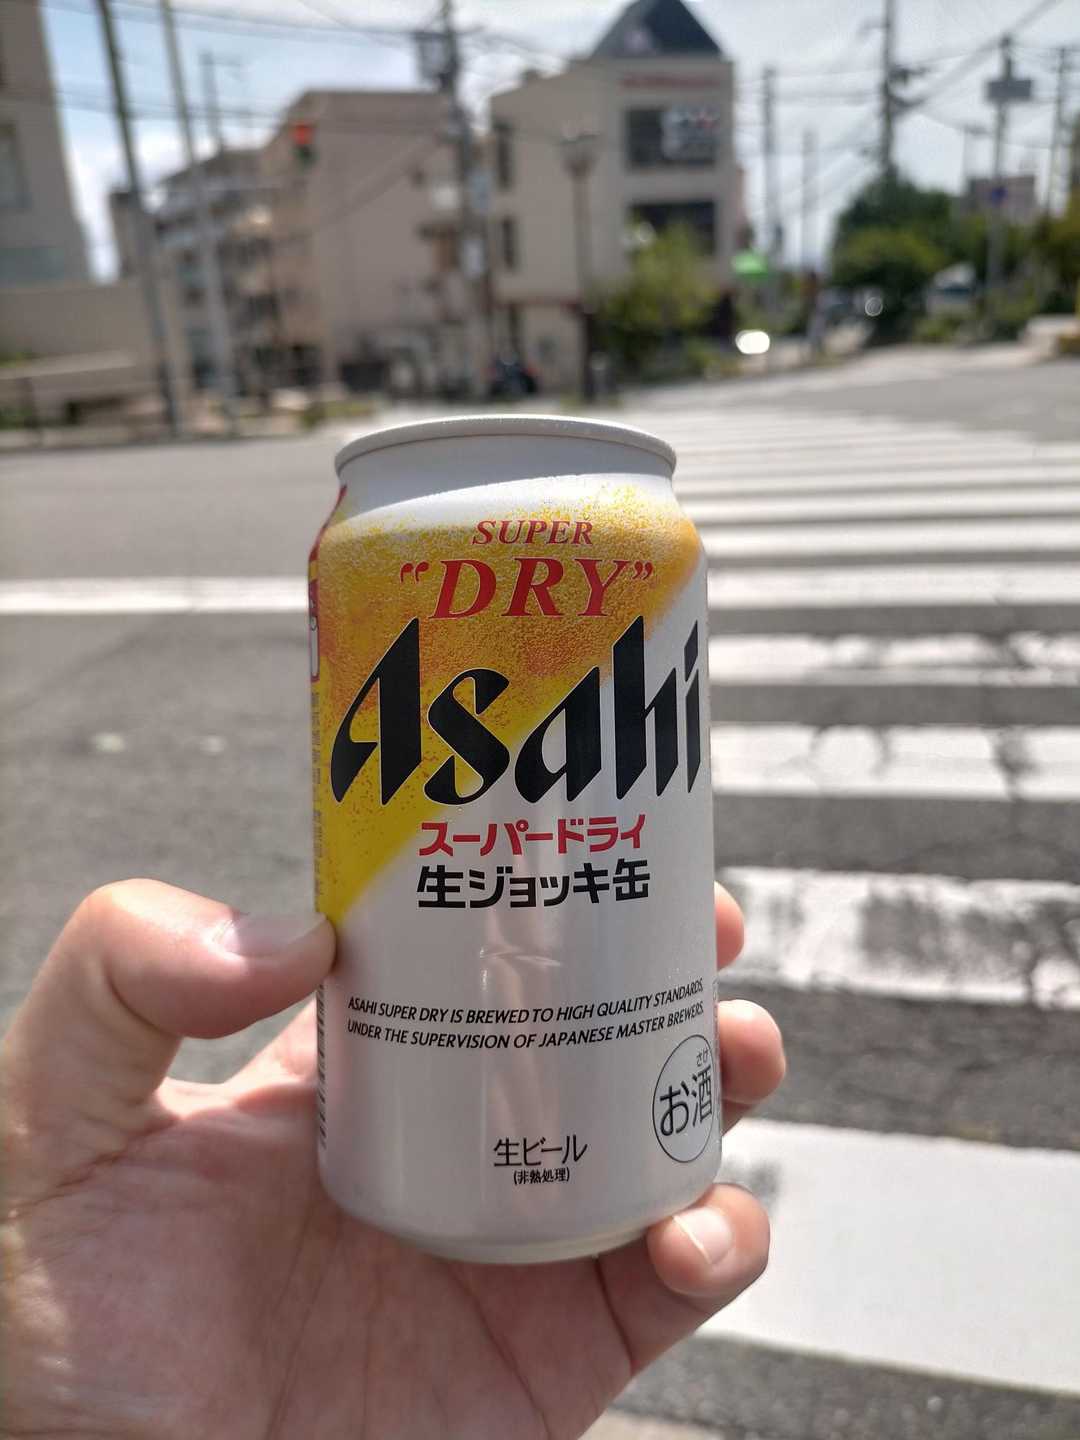 SUPER
"DRY"
Asahi
スーパードライ
生ジョッキ缶
ASAHI SUPER DRY IS BREWED TO HIGH QUALITY STANDARDS,
UNDER THE SUPERVISION OF JAPANESE MASTER BREWERS.
さけ
お酒
生ビール
(非熱処理)